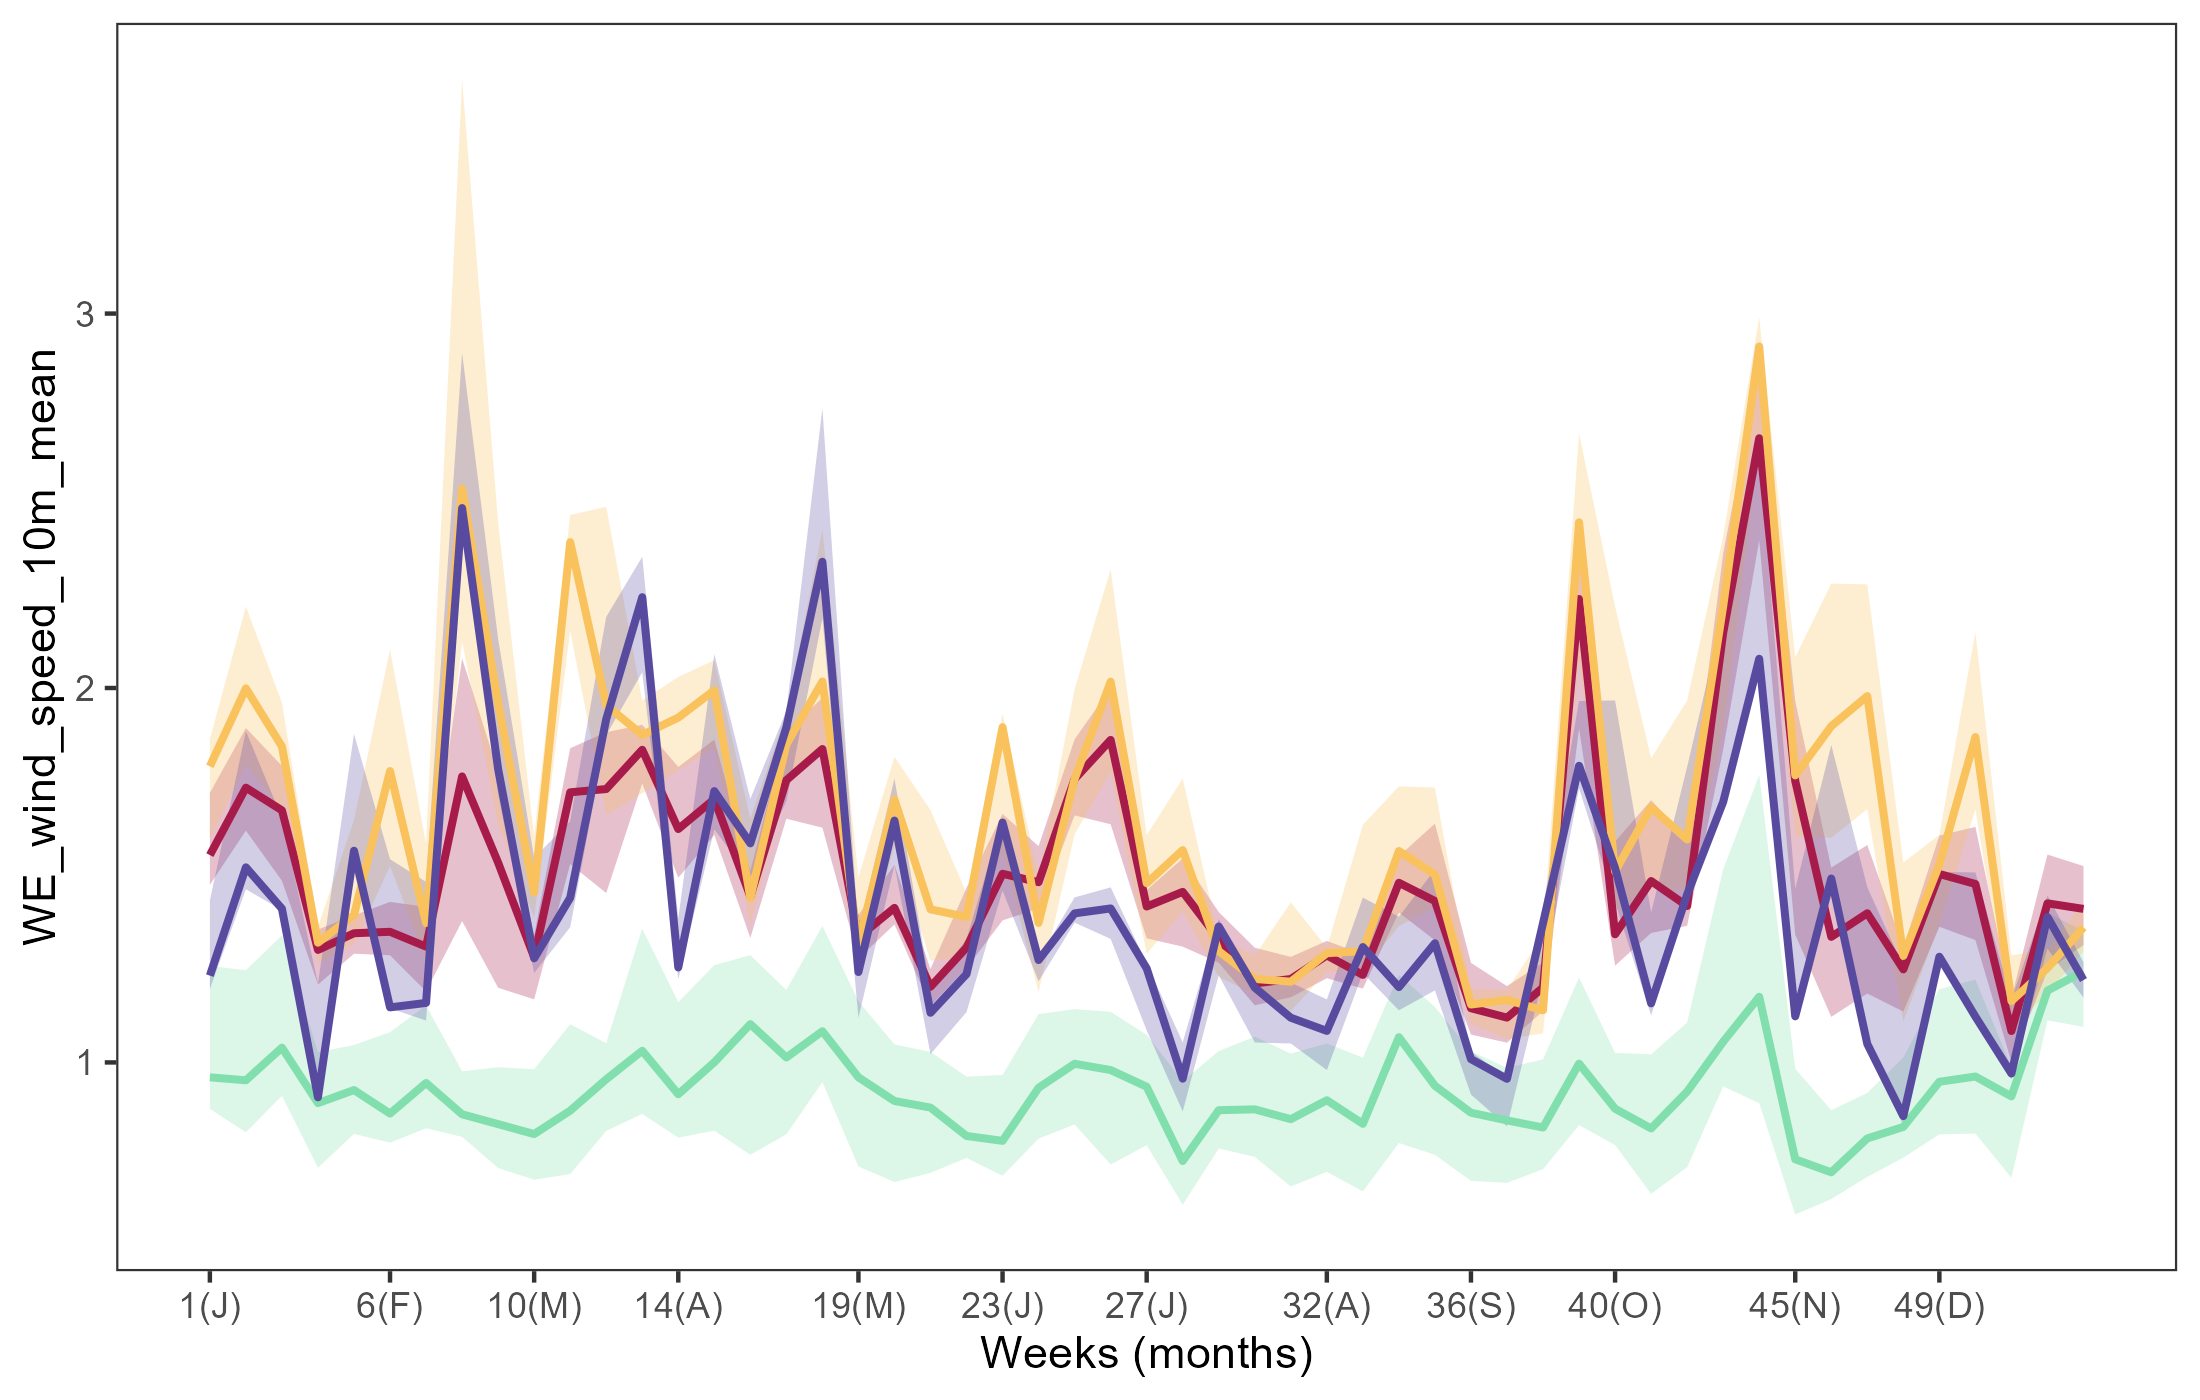 WE_wind_speed_10m_mean
3
2
1
1(J) 6(F) 10(M) 14(A) 19(M) 23(J) 27(J) 32(A) 36(S) 40(O) 45(N) 49(D)
Weeks (months)